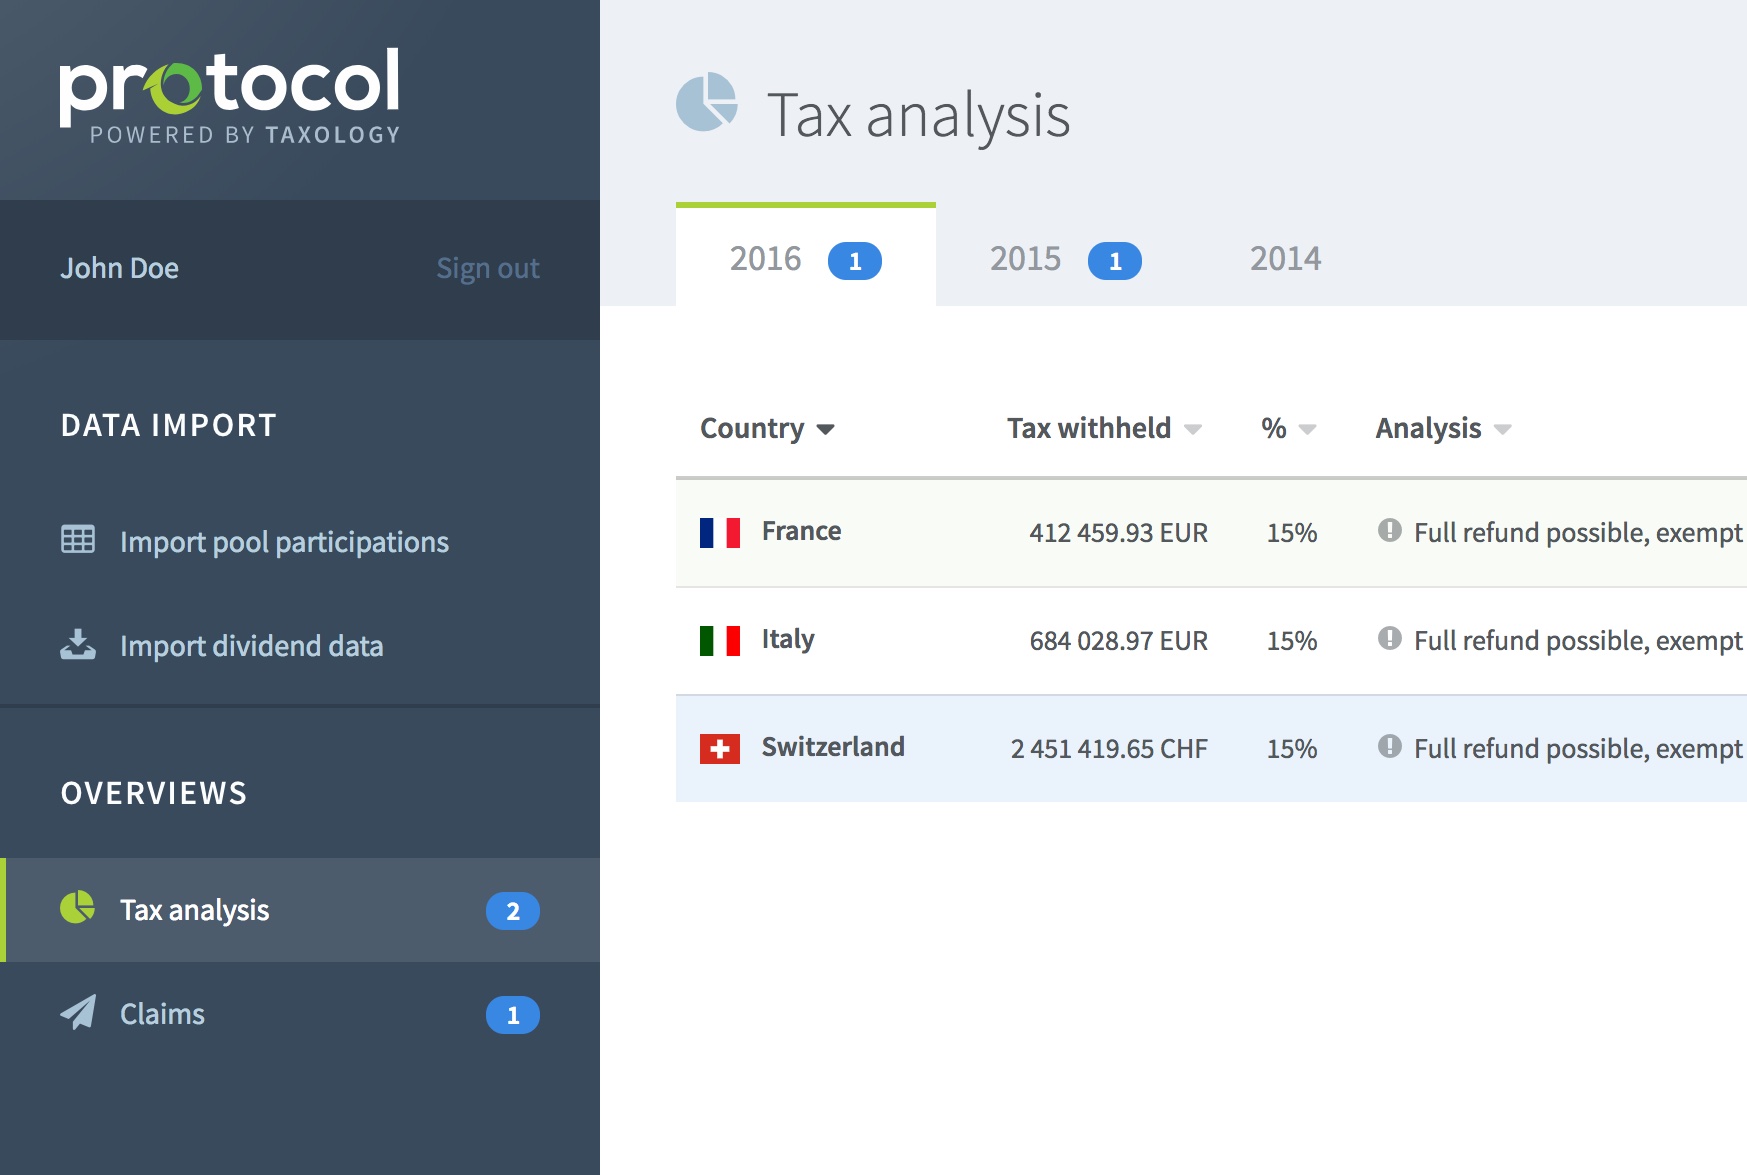 protocol
POWERED BY TAXOLOGY
John Doe Sign out
DATA IMPORT
Import pool participations
Import dividend data
OVERVIEWS
Tax analysis 2
Claims 1
Tax analysis
2016 1 2015 1 2014
Country Tax withheld % Analysis
France 412 459.93 EUR 15% Full refund possible, exempt
Italy 684 028.97 EUR 15% Full refund possible, exempt
Switzerland 2 451 419.65 CHF 15% Full refund possible, exempt